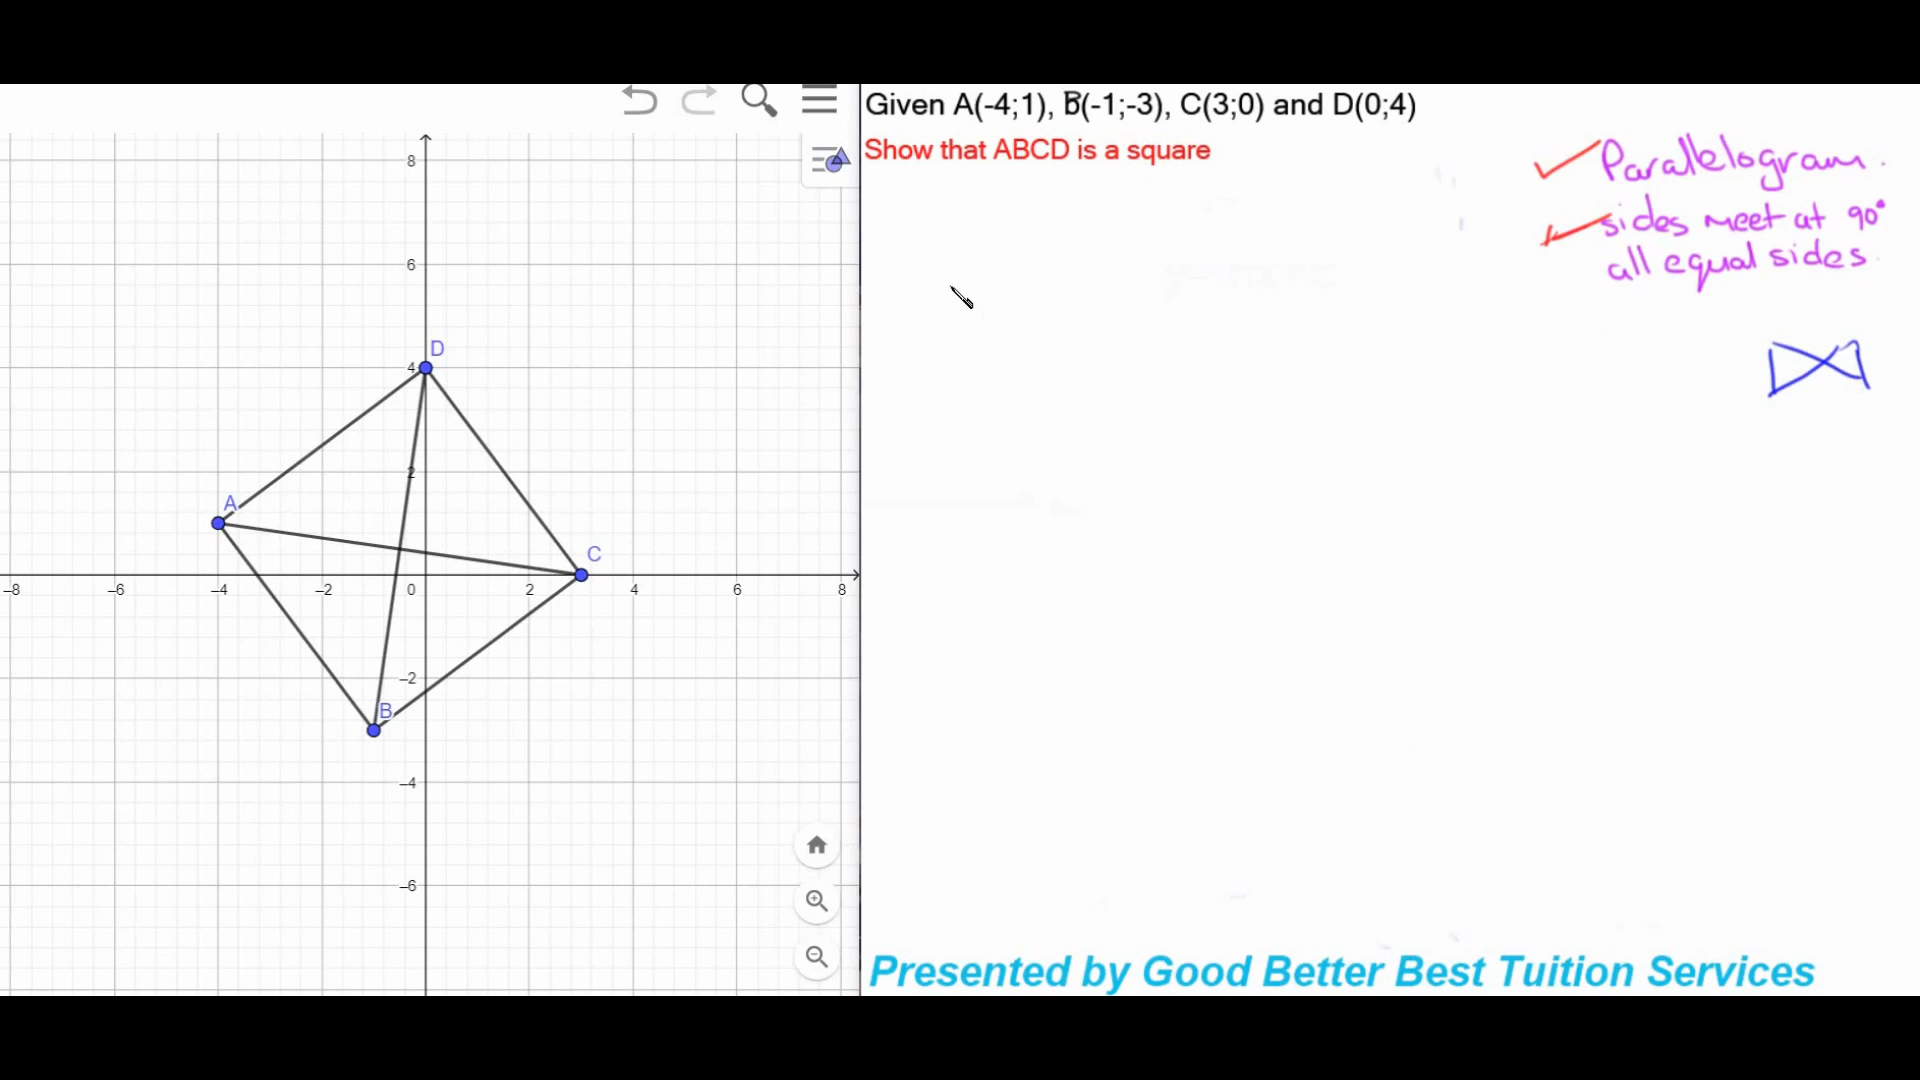 Given A(-4;1), B(-1;-3), C(3;0) and D(0;4)
Show that ABCD is a square
Parallelogram.
sides meet at 90°
all equal sides
8
6
D
4
2
A
C
–8
–6
–4
–2
0
2
4
6
8
–2
B
–4
–6
Presented by Good Better Best Tuition Services